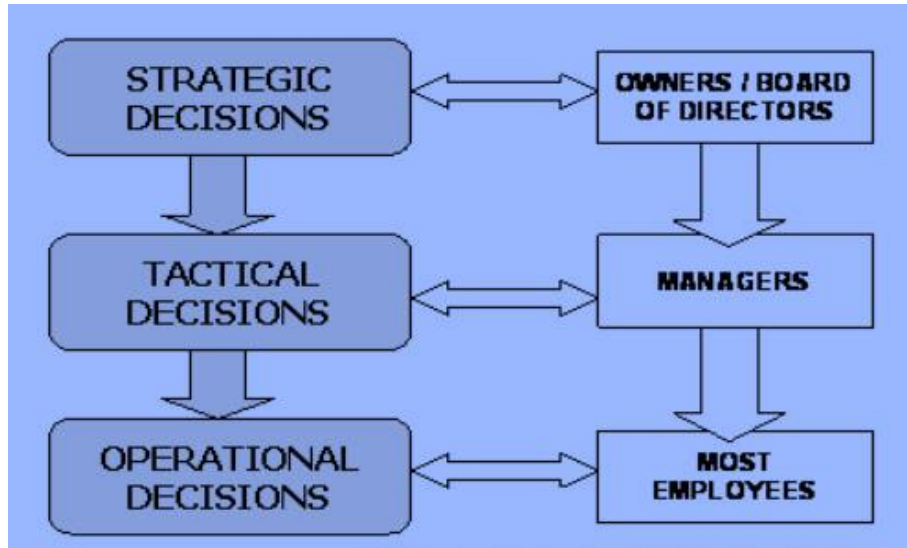 STRATEGIC
DECISIONS
OWNERS / BOARD
OF DIRECTORS
TACTICAL
DECISIONS
MANAGERS
OPERATIONAL
DECISIONS
MOST
EMPLOYEES